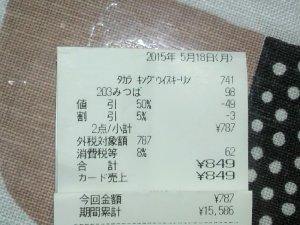 2015年 5月18日(月)
タカラ キングウイスキーリン 741
203みつば 98
値 引 50% -49
割 引 5% -3
2点/小計 ¥787
外税対象額 787
消費税等 8% 62
合 計 ¥849
カード売上 ¥849
今回金額 ¥787
期間累計 ¥15,586